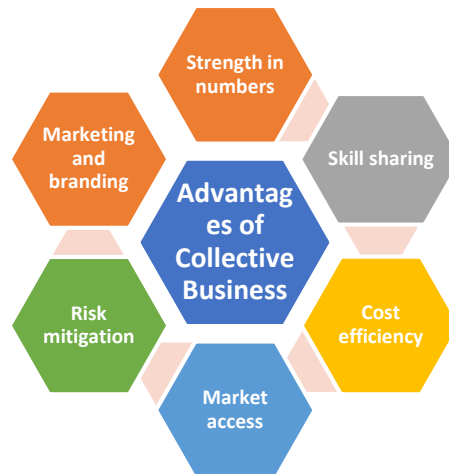 Strength in
numbers
Skill sharing
Cost
efficiency
Market
access
Risk
mitigation
Marketing
and
branding
Advantag
es of
Collective
Business